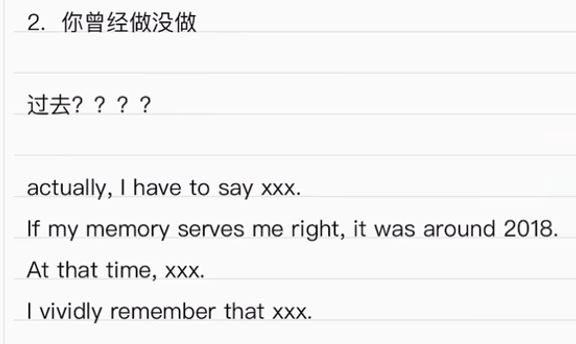 2. 你曾经做没做
过去？？？？
actually, I have to say xxx.
If my memory serves me right, it was around 2018.
At that time, xxx.
I vividly remember that xxx.